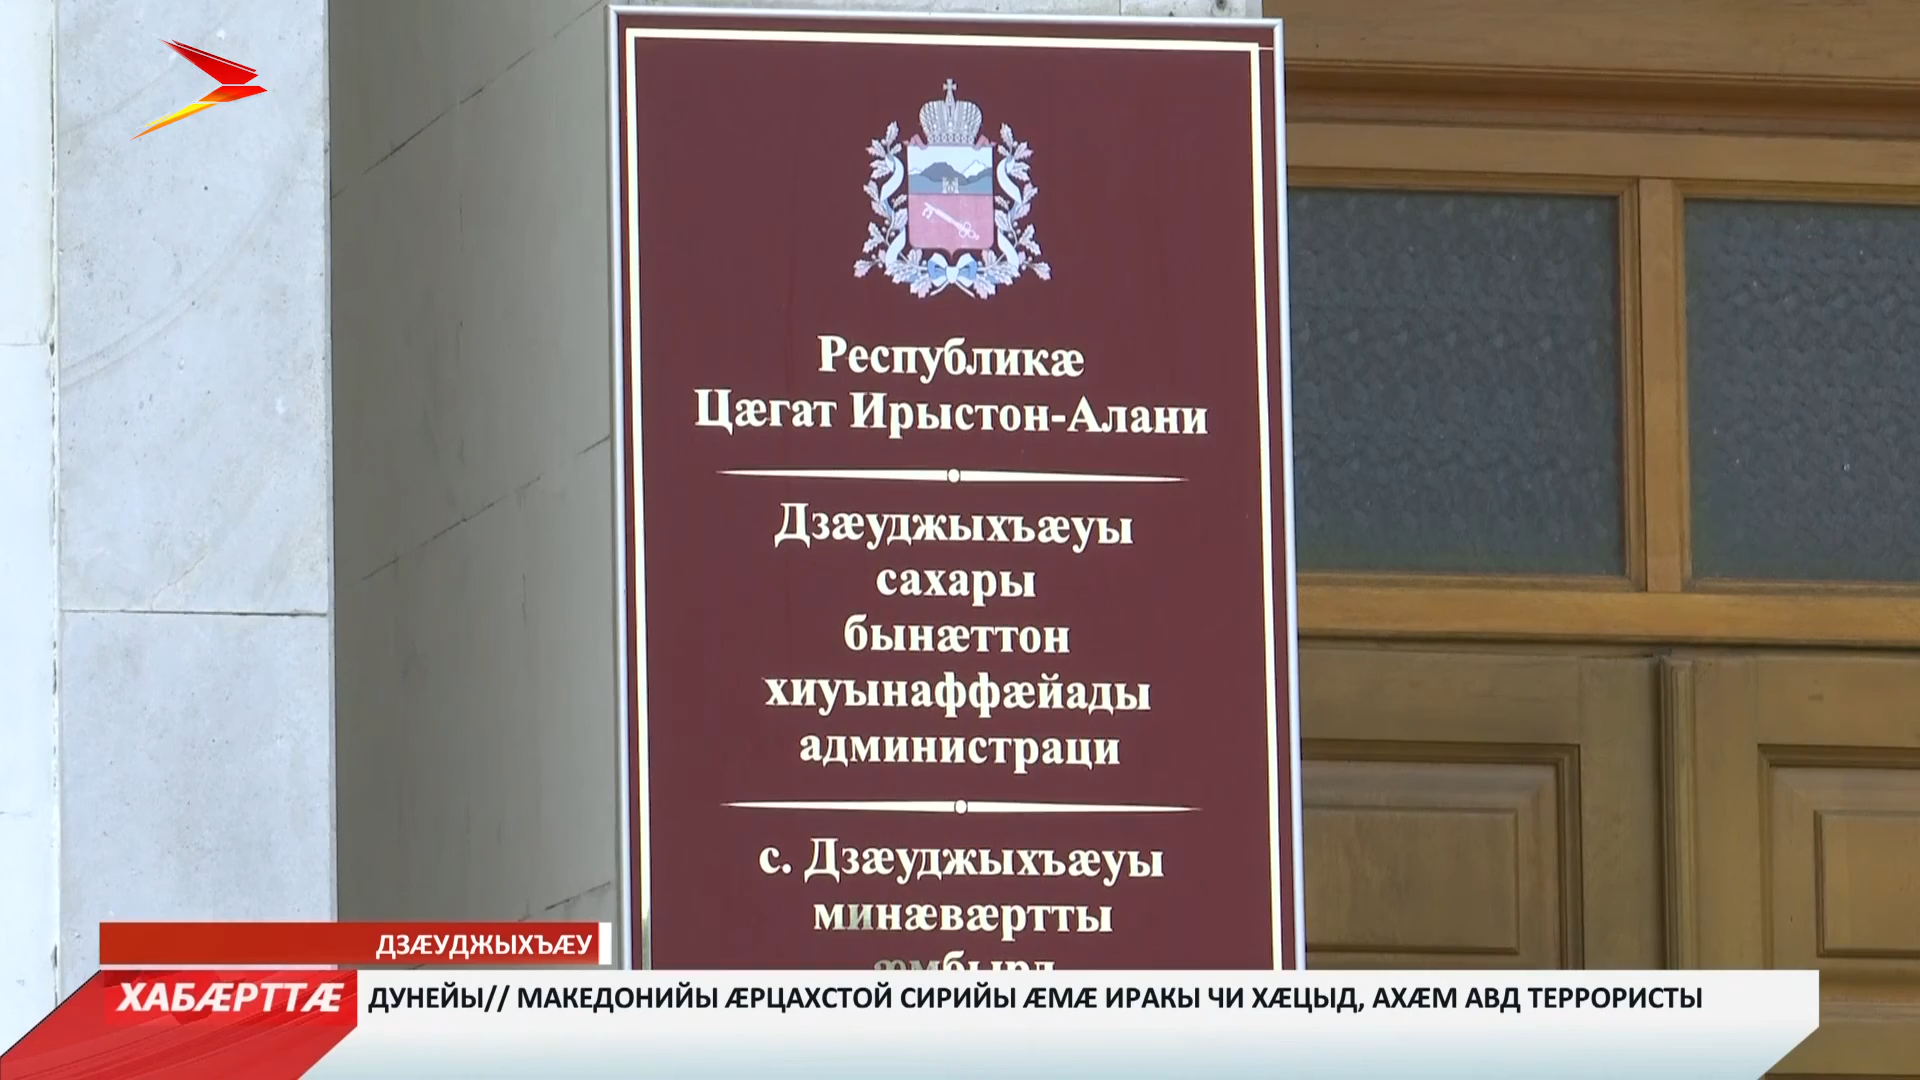 Республикæ
Цæгат Ирыстон-Алани
Дзæуджыхъæуы
сахары
бынæттон
хиуынаффæйады
администраци
с. Дзæуджыхъæуы
минæвæртты
æмбырд
ДЗÆУДЖЫХЪÆУ
ХАБÆРТТÆ
ДУНЕЙЫ// МАКЕДОНИЙЫ ÆРЦАХСТОЙ СИРИЙЫ ÆМÆ ИРАКЫ ЧИ ХÆЦЫД, АХÆМ АВД ТЕРРОРИСТЫ